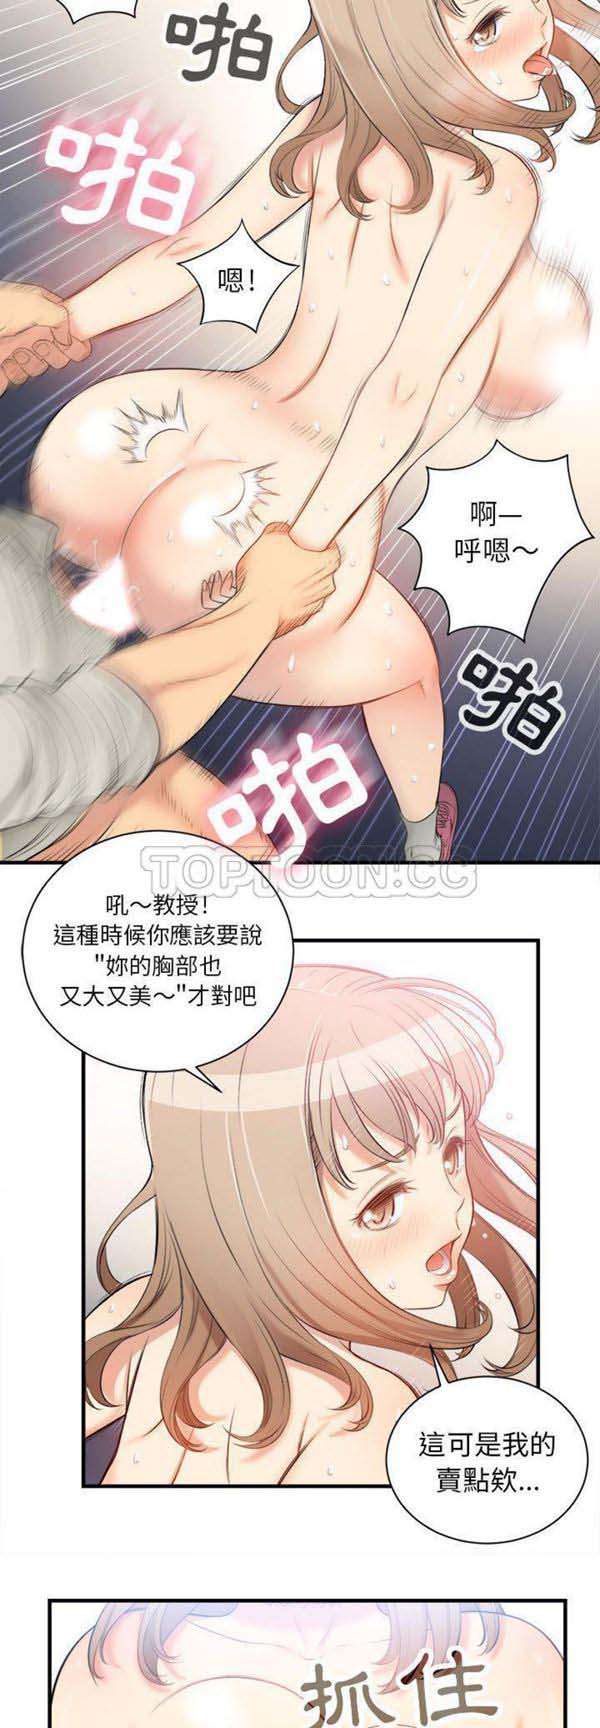 啪
啪
嗯!
啊—
呼嗯～
啪
啪
TOPTOON.CC
吼～教授!
這種時候你應該要說
"妳的胸部也
又大又美～"才對吧
這可是我的
賣點欸...
抓住